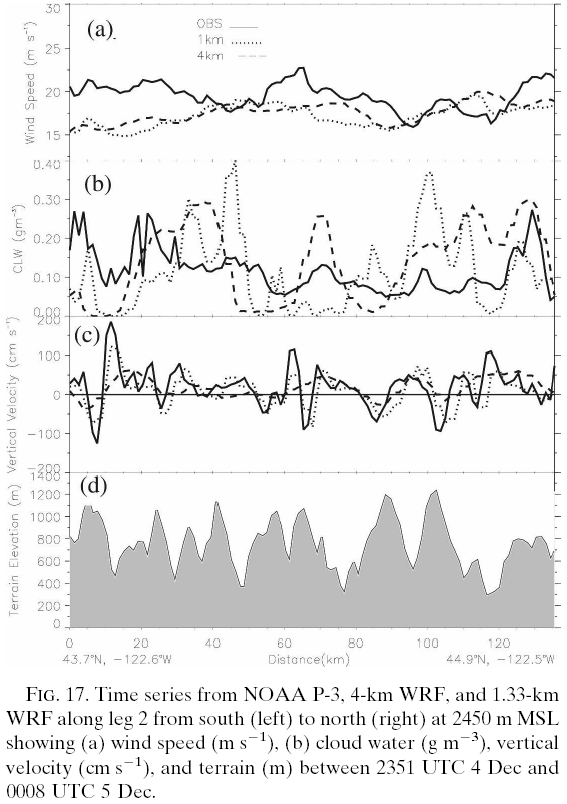 30
(a)
OBS
1km
4km
25
20
15
Wind Speed (m s⁻¹)
0.40
(b)
0.30
0.20
0.10
0.00
CLW (gm⁻³)
200
(c)
100
0
-100
-200
Vertical Velocity (cm s⁻¹)
1400
(d)
1200
1000
800
600
400
200
0
Terrain Elevation (m)
0 20 40 60 80 100 120
43.7°N, -122.6°W Distance(km) 44.9°N, -122.5°W
FIG. 17. Time series from NOAA P-3, 4-km WRF, and 1.33-km
WRF along leg 2 from south (left) to north (right) at 2450 m MSL
showing (a) wind speed (m s⁻¹), (b) cloud water (g m⁻³), vertical
velocity (cm s⁻¹), and terrain (m) between 2351 UTC 4 Dec and
0008 UTC 5 Dec.